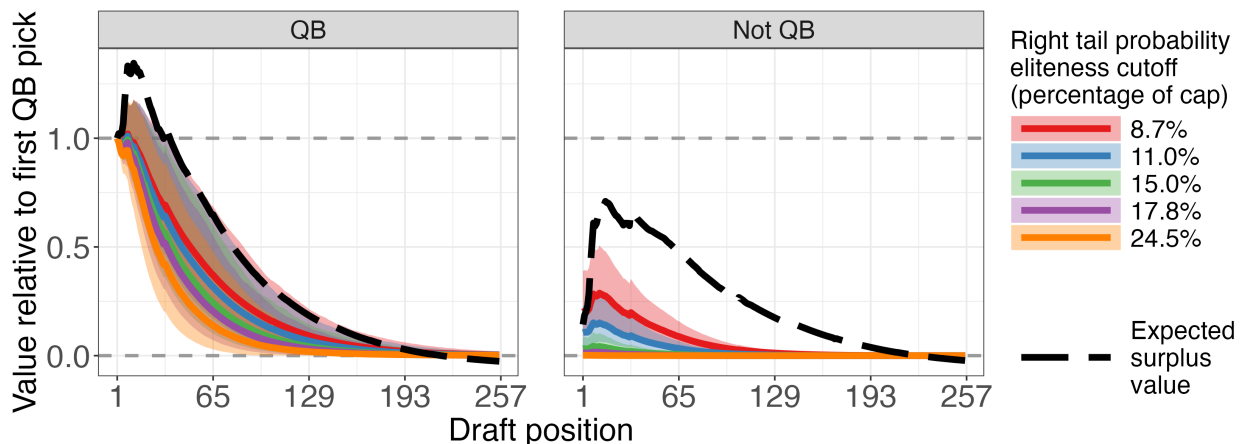 QB
Not QB
Value relative to first QB pick
1.0
0.5
0.0
1 65 129 193 257
1 65 129 193 257
Draft position
Right tail probability
eliteness cutoff
(percentage of cap)
8.7%
11.0%
15.0%
17.8%
24.5%
Expected
surplus
value